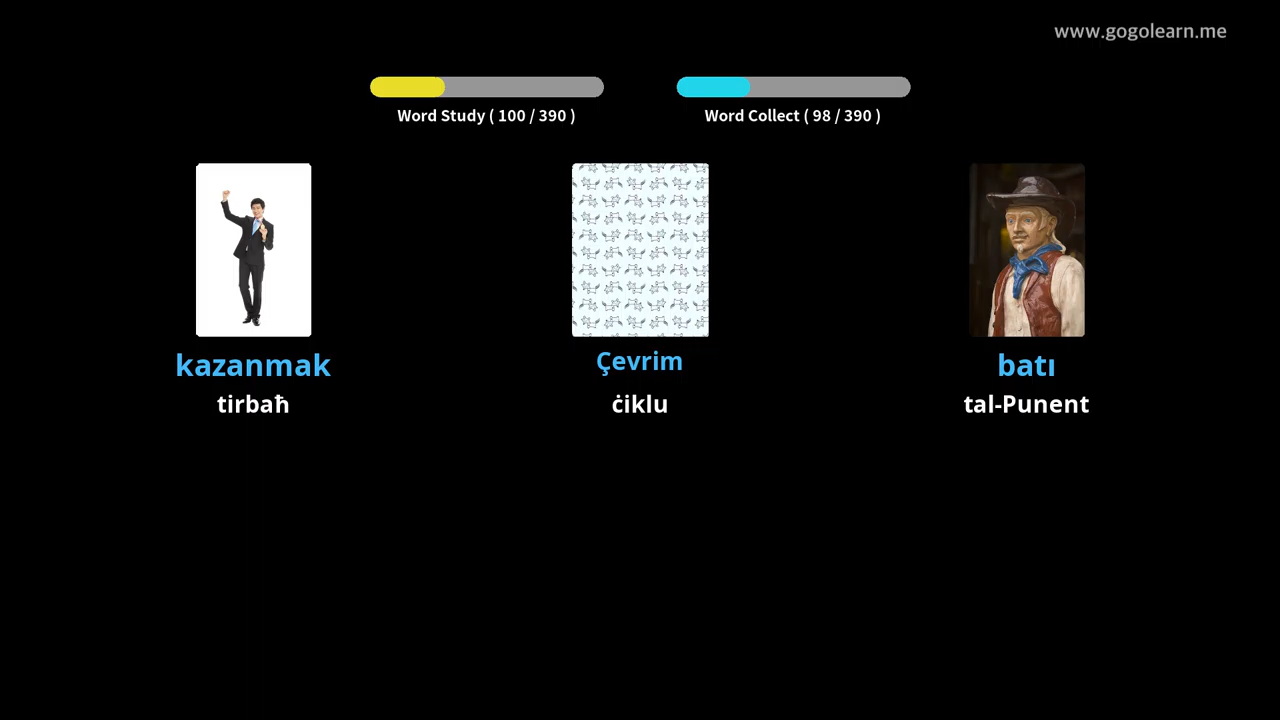 www.gogolearn.me
Word Study ( 100 / 390 )
Word Collect ( 98 / 390 )
kazanmak
Çevrim
batı
tirbaħ
ċiklu
tal-Punent